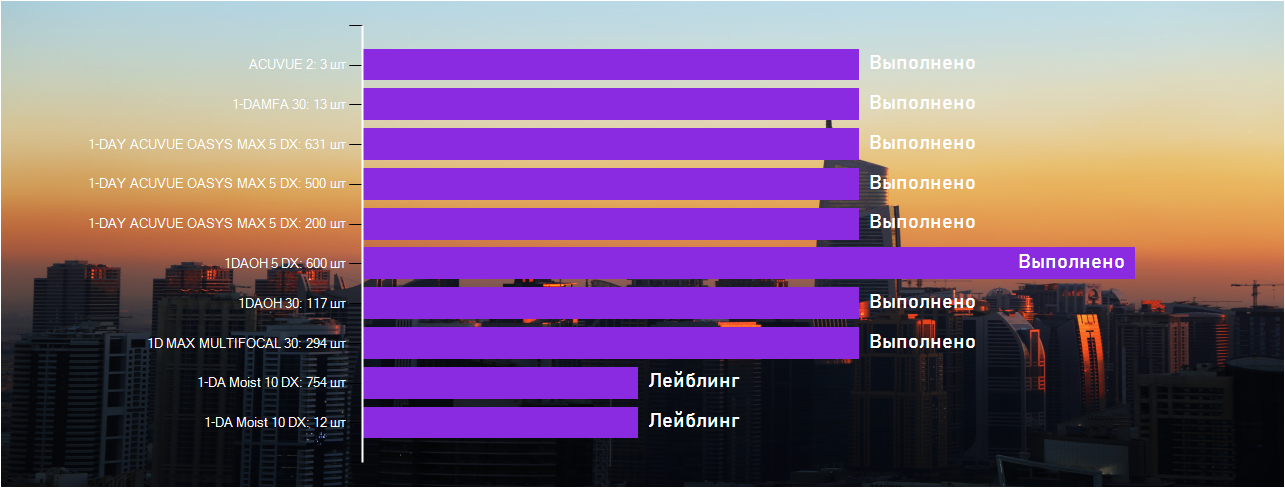 ACUVUE 2: 3 шт Выполнено
1-DAMFA 30: 13 шт Выполнено
1-DAY ACUVUE OASYS MAX 5 DX: 631 шт Выполнено
1-DAY ACUVUE OASYS MAX 5 DX: 500 шт Выполнено
1-DAY ACUVUE OASYS MAX 5 DX: 200 шт Выполнено
1DAOH 5 DX: 600 шт Выполнено
1DAOH 30: 117 шт Выполнено
1D MAX MULTIFOCAL 30: 294 шт Выполнено
1-DA Moist 10 DX: 754 шт Лейблинг
1-DA Moist 10 DX: 12 шт Лейблинг